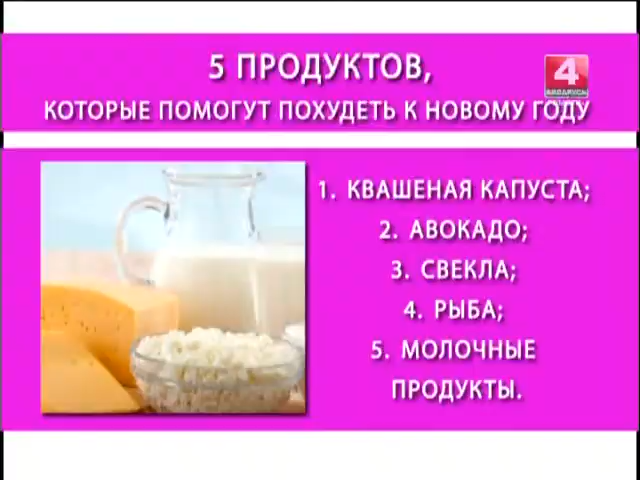 5 ПРОДУКТОВ,
КОТОРЫЕ ПОМОГУТ ПОХУДЕТЬ К НОВОМУ ГОДУ
4
БЕЛАРУСЬ
1. КВАШЕНАЯ КАПУСТА;
2. АВОКАДО;
3. СВЕКЛА;
4. РЫБА;
5. МОЛОЧНЫЕ
ПРОДУКТЫ.